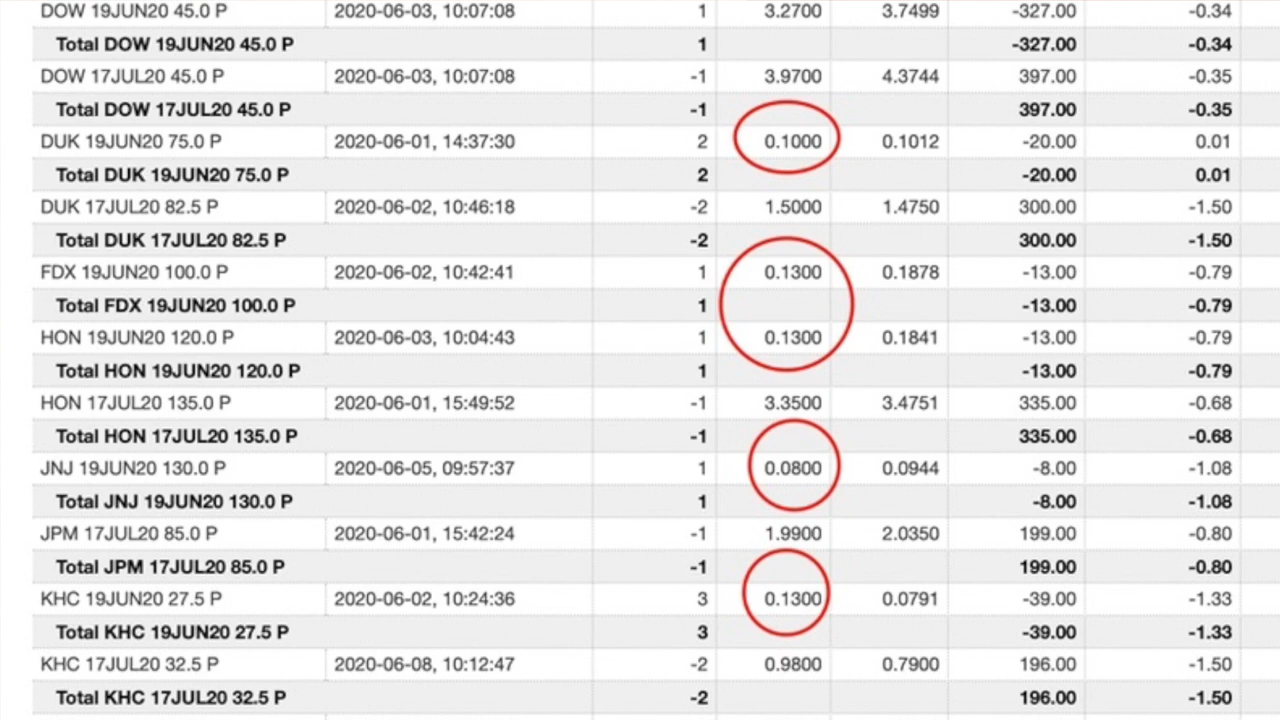 DOW 19JUN20 45.0 P 2020-06-03, 10:07:08 1 3.2700 3.7499 -327.00 -0.34
Total DOW 19JUN20 45.0 P 1 -327.00 -0.34
DOW 17JUL20 45.0 P 2020-06-03, 10:07:08 -1 3.9700 4.3744 397.00 -0.35
Total DOW 17JUL20 45.0 P -1 397.00 -0.35
DUK 19JUN20 75.0 P 2020-06-01, 14:37:30 2 0.1000 0.1012 -20.00 0.01
Total DUK 19JUN20 75.0 P 2 -20.00 0.01
DUK 17JUL20 82.5 P 2020-06-02, 10:46:18 -2 1.5000 1.4750 300.00 -1.50
Total DUK 17JUL20 82.5 P -2 300.00 -1.50
FDX 19JUN20 100.0 P 2020-06-02, 10:42:41 1 0.1300 0.1878 -13.00 -0.79
Total FDX 19JUN20 100.0 P 1 -13.00 -0.79
HON 19JUN20 120.0 P 2020-06-03, 10:04:43 1 0.1300 0.1841 -13.00 -0.79
Total HON 19JUN20 120.0 P 1 -13.00 -0.79
HON 17JUL20 135.0 P 2020-06-01, 15:49:52 -1 3.3500 3.4751 335.00 -0.68
Total HON 17JUL20 135.0 P -1 335.00 -0.68
JNJ 19JUN20 130.0 P 2020-06-05, 09:57:37 1 0.0800 0.0944 -8.00 -1.08
Total JNJ 19JUN20 130.0 P 1 -8.00 -1.08
JPM 17JUL20 85.0 P 2020-06-01, 15:42:24 -1 1.9900 2.0350 199.00 -0.80
Total JPM 17JUL20 85.0 P -1 199.00 -0.80
KHC 19JUN20 27.5 P 2020-06-02, 10:24:36 3 0.1300 0.0791 -39.00 -1.33
Total KHC 19JUN20 27.5 P 3 -39.00 -1.33
KHC 17JUL20 32.5 P 2020-06-08, 10:12:47 -2 0.9800 0.7900 196.00 -1.50
Total KHC 17JUL20 32.5 P -2 196.00 -1.50